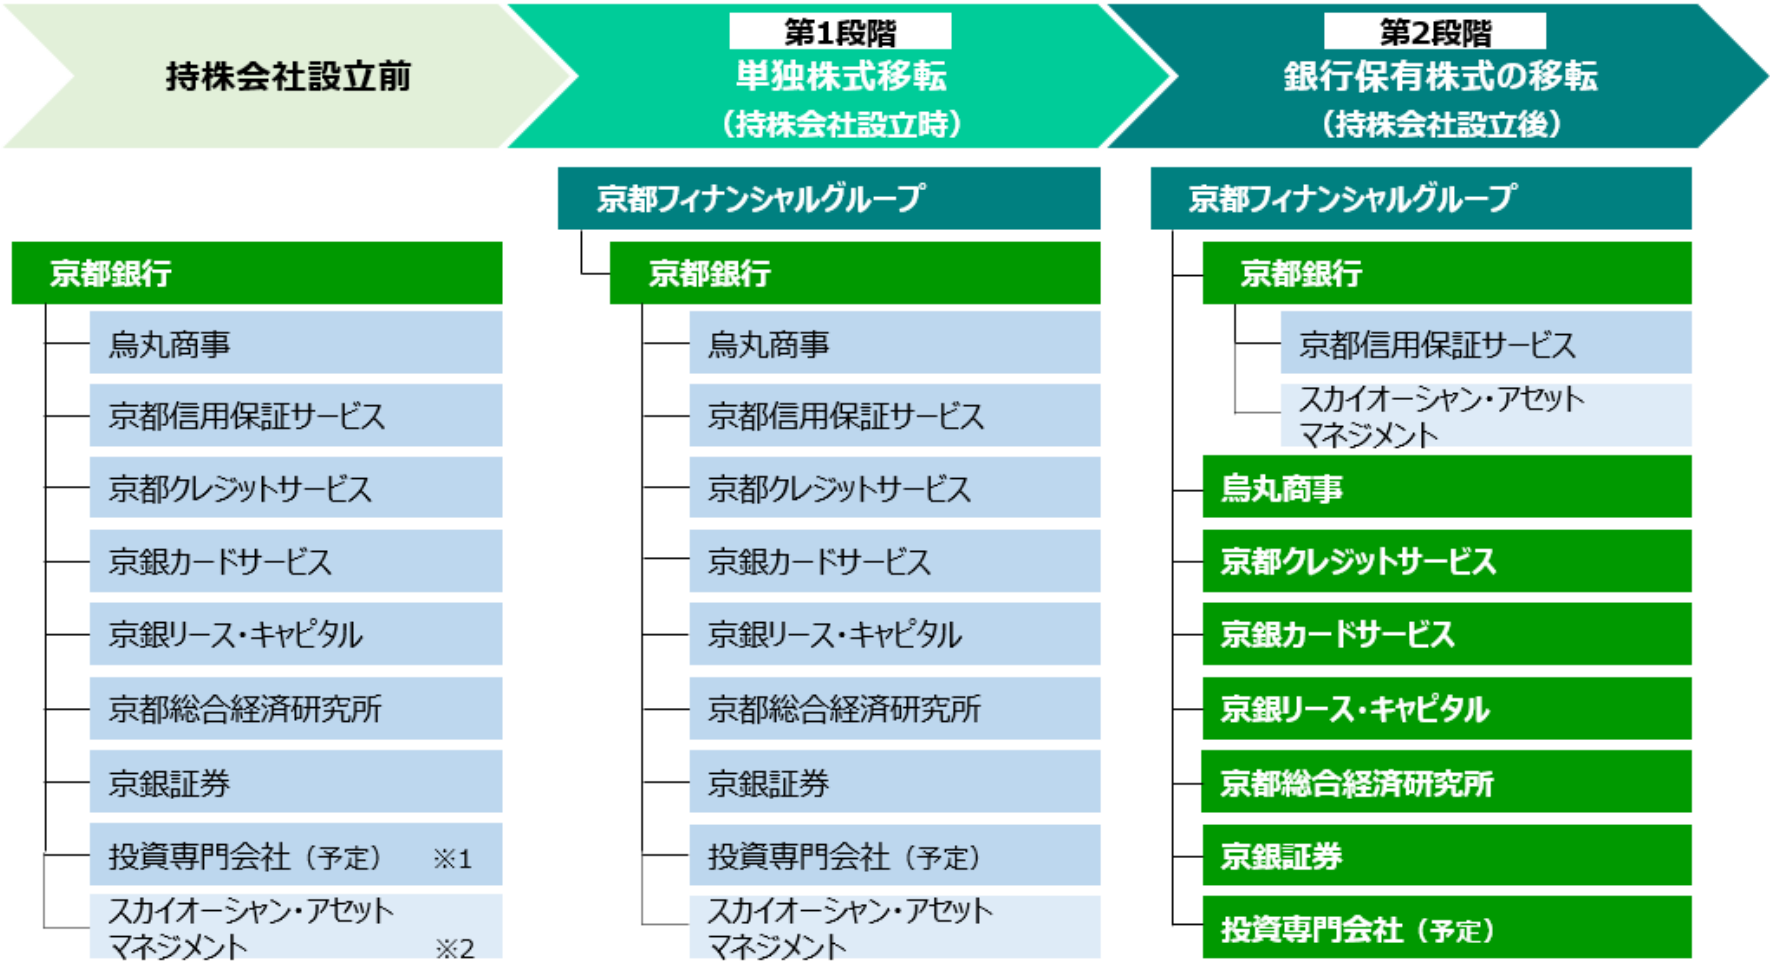 持株会社設立前
第1段階
単独株式移転
（持株会社設立時）
第2段階
銀行保有株式の移転
（持株会社設立後）
京都銀行
烏丸商事
京都信用保証サービス
京都クレジットサービス
京銀カードサービス
京銀リース・キャピタル
京都総合経済研究所
京銀証券
投資専門会社（予定） ※1
スカイオーシャン・アセット
マネジメント ※2
京都フィナンシャルグループ
京都銀行
烏丸商事
京都信用保証サービス
京都クレジットサービス
京銀カードサービス
京銀リース・キャピタル
京都総合経済研究所
京銀証券
投資専門会社（予定）
スカイオーシャン・アセット
マネジメント
京都フィナンシャルグループ
京都銀行
京都信用保証サービス
スカイオーシャン・アセット
マネジメント
烏丸商事
京都クレジットサービス
京銀カードサービス
京銀リース・キャピタル
京都総合経済研究所
京銀証券
投資専門会社（予定）